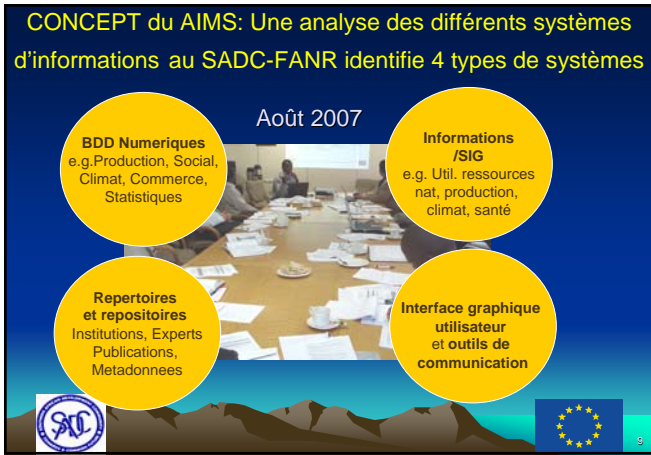 CONCEPT du AIMS: Une analyse des différents systèmes
d'informations au SADC-FANR identifie 4 types de systèmes
Août 2007
BDD Numeriques
e.g.Production, Social,
Climat, Commerce,
Statistiques
Informations
/SIG
e.g. Util. ressources
nat, production,
climat, santé
Repertoires
et repositoires
Institutions, Experts
Publications,
Metadonnees
Interface graphique
utilisateur
et outils de
communication
SADC
9